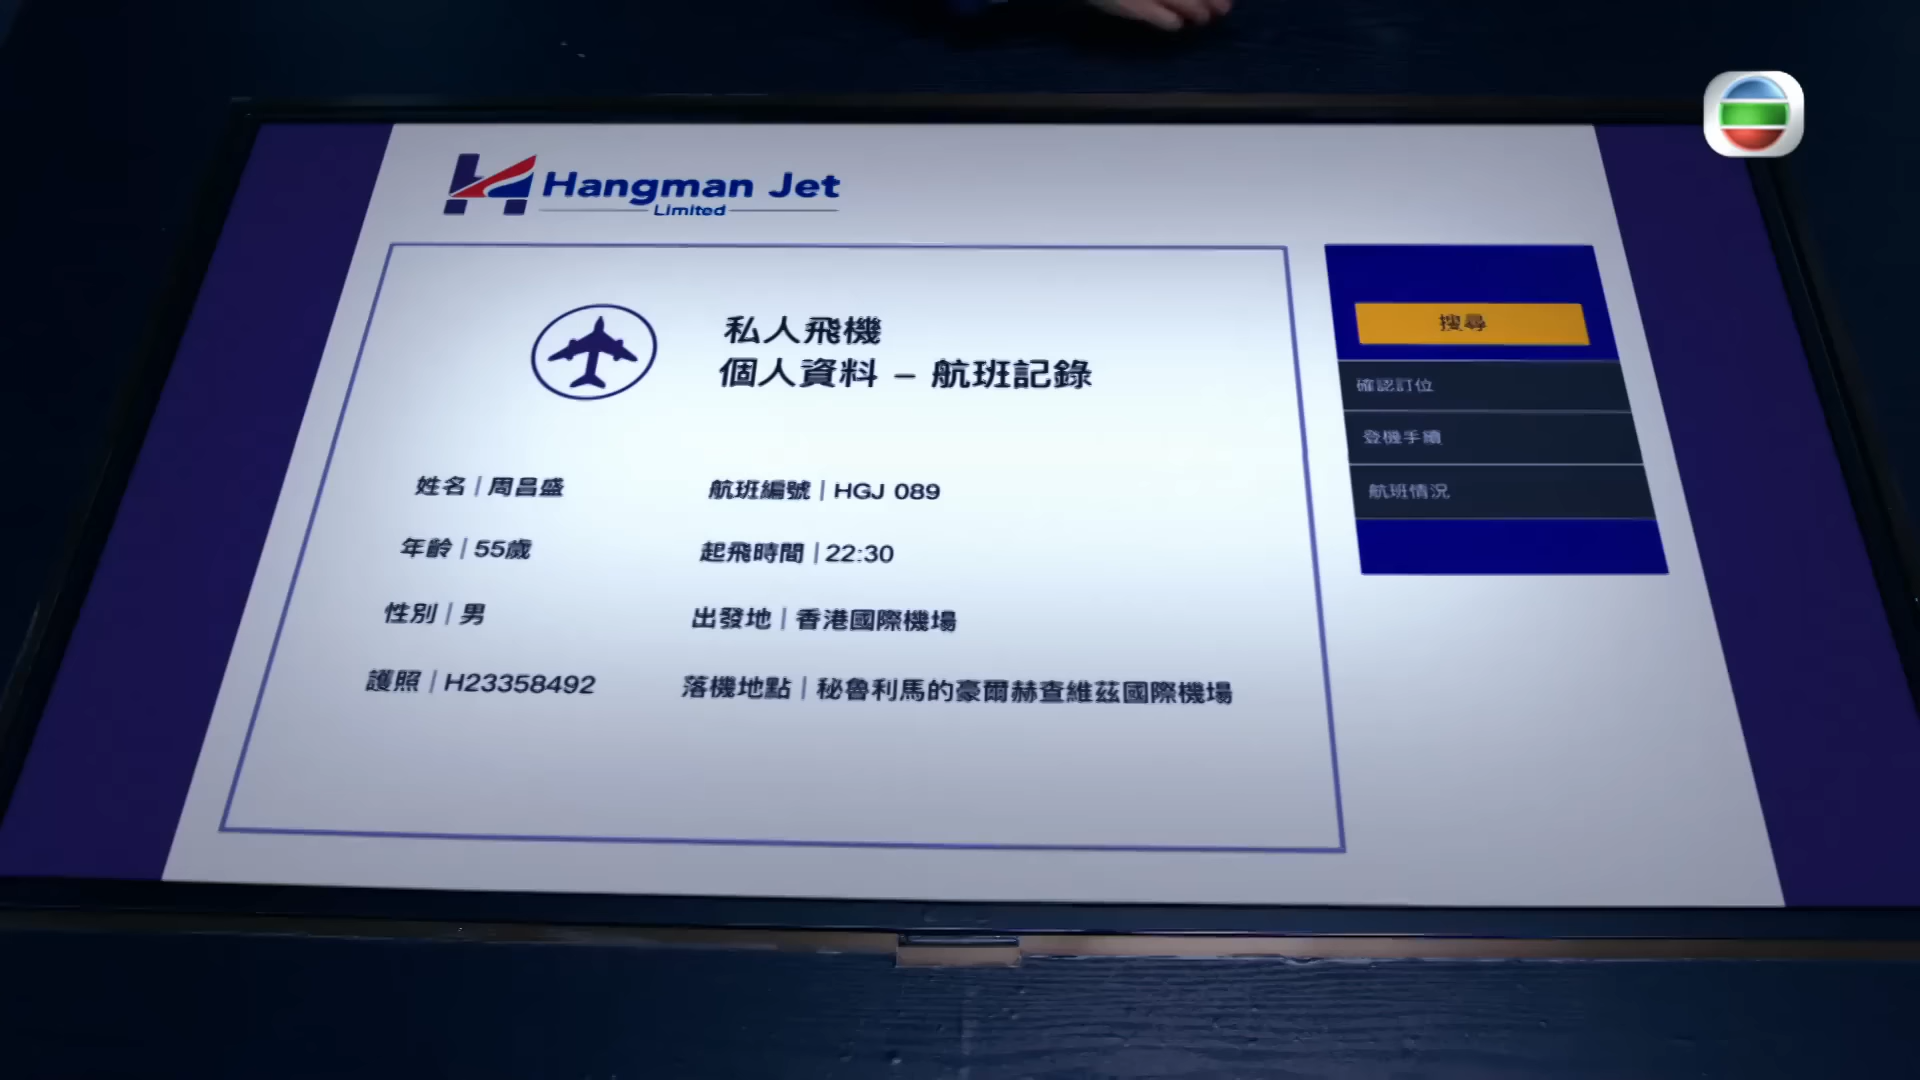 Hangman Jet
Limited
私人飛機
個人資料 – 航班記錄
姓名 | 周昌盛
航班編號 | HGJ 089
年齡 | 55歲
起飛時間 | 22:30
性別 | 男
出發地 | 香港國際機場
護照 | H23358492
落機地點 | 秘魯利馬的豪爾赫查維茲國際機場
搜尋
確認訂位
登機手續
航班情況